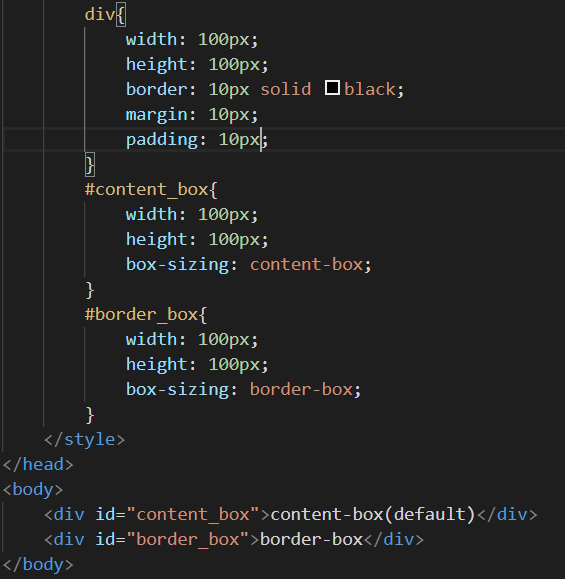 div{
width: 100px;
height: 100px;
border: 10px solid black;
margin: 10px;
padding: 10px;
}
#content_box{
width: 100px;
height: 100px;
box-sizing: content-box;
}
#border_box{
width: 100px;
height: 100px;
box-sizing: border-box;
}
</style>
</head>
<body>
<div id="content_box">content-box(default)</div>
<div id="border_box">border-box</div>
</body>